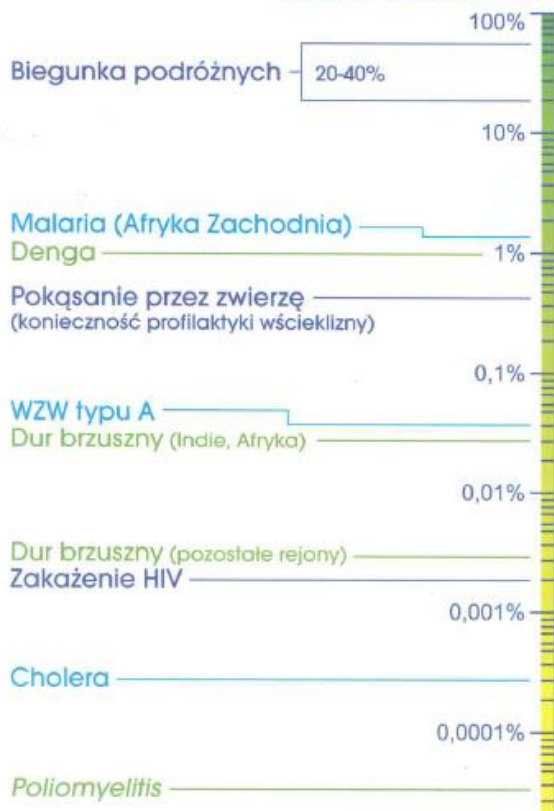 100%
Biegunka podróżnych
20-40%
10%
Malaria (Afryka Zachodnia)
Denga
1%
Pokąsanie przez zwierzę
(konieczność profilaktyki wścieklizny)
0,1%
WZW typu A
Dur brzuszny (Indie, Afryka)
0,01%
Dur brzuszny (pozostałe rejony)
Zakażenie HIV
0,001%
Cholera
0,0001%
Poliomyelitis